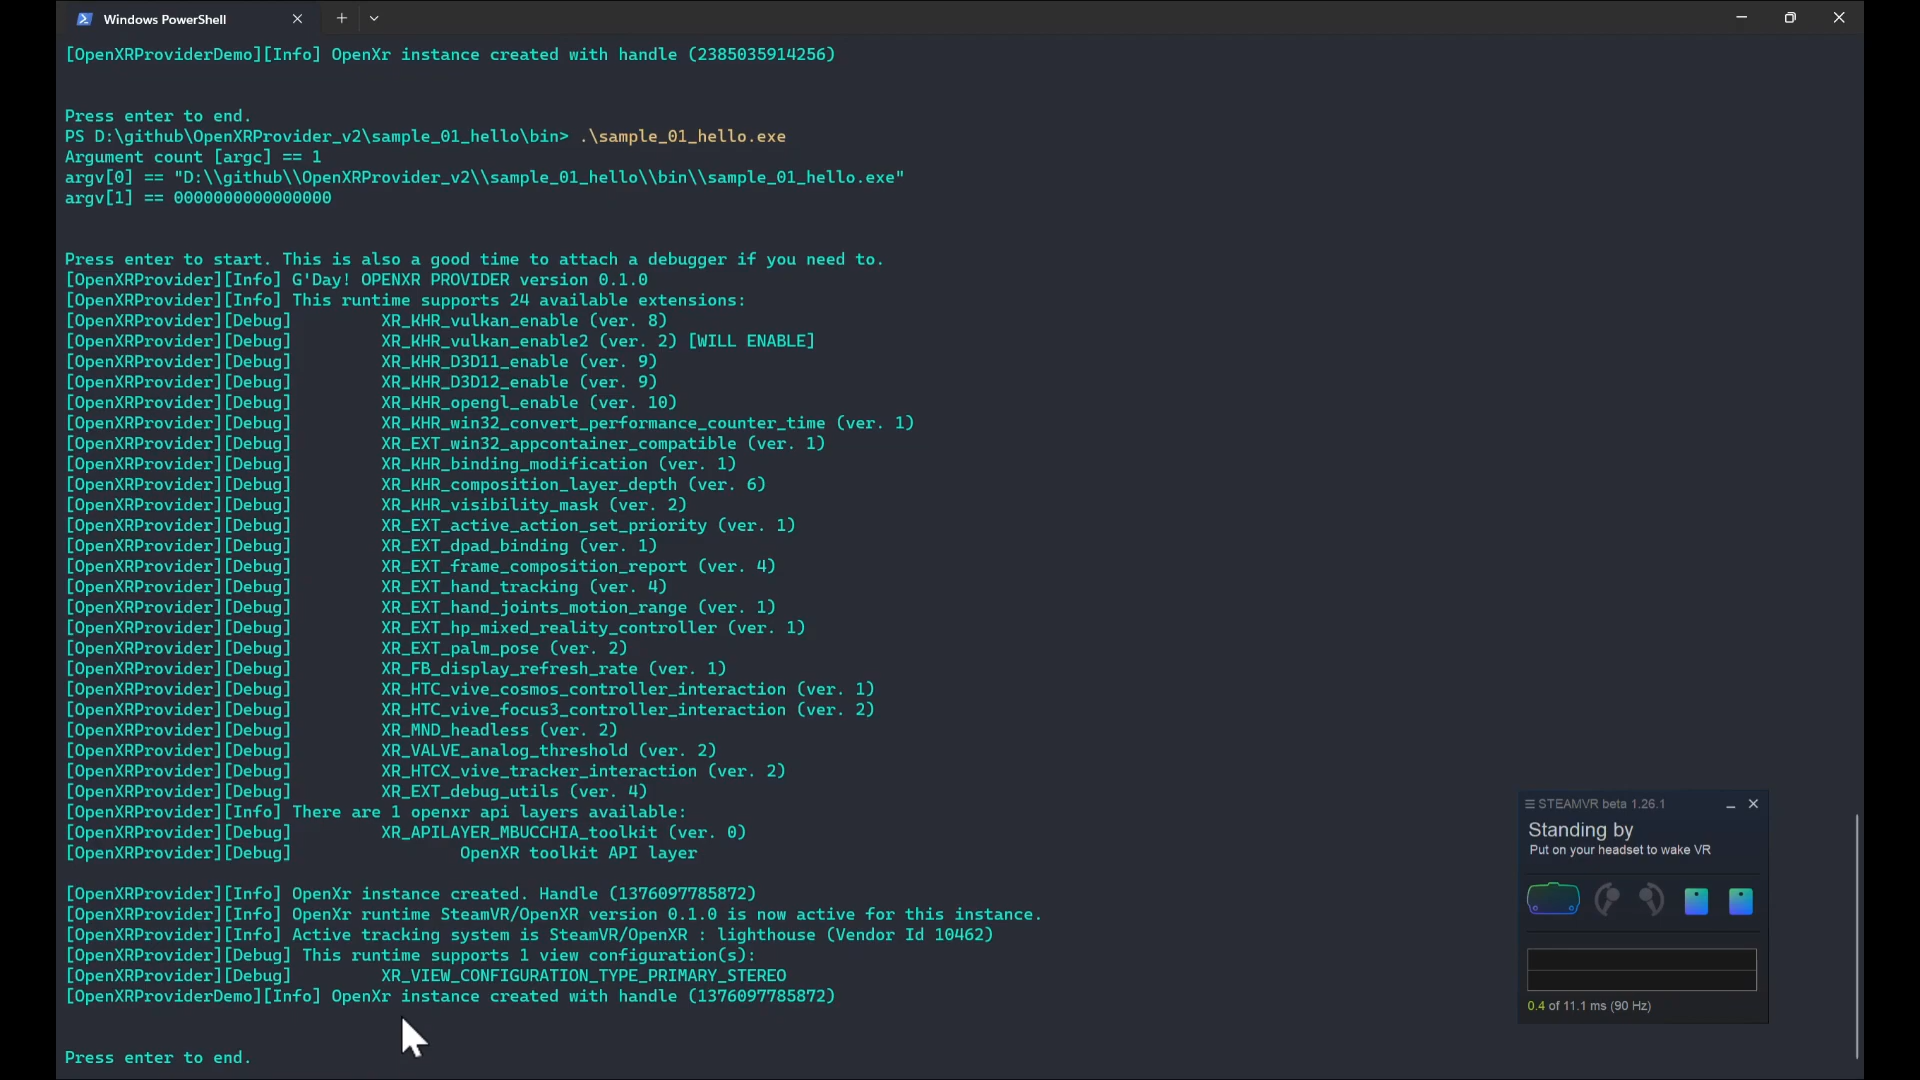 Windows PowerShell
[OpenXRProviderDemo][Info] OpenXr instance created with handle (2385035914256)
Press enter to end.
PS D:\github\OpenXRProvider_v2\sample_01_hello\bin> .\sample_01_hello.exe
Argument count [argc] == 1
argv[0] == "D:\\github\\OpenXRProvider_v2\\sample_01_hello\\bin\\sample_01_hello.exe"
argv[1] == 0000000000000000
Press enter to start. This is also a good time to attach a debugger if you need to.
[OpenXRProvider][Info] G'Day! OPENXR PROVIDER version 0.1.0
[OpenXRProvider][Info] This runtime supports 24 available extensions:
[OpenXRProvider][Debug] XR_KHR_vulkan_enable (ver. 8)
[OpenXRProvider][Debug] XR_KHR_vulkan_enable2 (ver. 2) [WILL ENABLE]
[OpenXRProvider][Debug] XR_KHR_D3D11_enable (ver. 9)
[OpenXRProvider][Debug] XR_KHR_D3D12_enable (ver. 9)
[OpenXRProvider][Debug] XR_KHR_opengl_enable (ver. 10)
[OpenXRProvider][Debug] XR_KHR_win32_convert_performance_counter_time (ver. 1)
[OpenXRProvider][Debug] XR_EXT_win32_appcontainer_compatible (ver. 1)
[OpenXRProvider][Debug] XR_KHR_binding_modification (ver. 1)
[OpenXRProvider][Debug] XR_KHR_composition_layer_depth (ver. 6)
[OpenXRProvider][Debug] XR_KHR_visibility_mask (ver. 2)
[OpenXRProvider][Debug] XR_EXT_active_action_set_priority (ver. 1)
[OpenXRProvider][Debug] XR_EXT_dpad_binding (ver. 1)
[OpenXRProvider][Debug] XR_EXT_frame_composition_report (ver. 4)
[OpenXRProvider][Debug] XR_EXT_hand_tracking (ver. 4)
[OpenXRProvider][Debug] XR_EXT_hand_joints_motion_range (ver. 1)
[OpenXRProvider][Debug] XR_EXT_hp_mixed_reality_controller (ver. 1)
[OpenXRProvider][Debug] XR_EXT_palm_pose (ver. 2)
[OpenXRProvider][Debug] XR_FB_display_refresh_rate (ver. 1)
[OpenXRProvider][Debug] XR_HTC_vive_cosmos_controller_interaction (ver. 1)
[OpenXRProvider][Debug] XR_HTC_vive_focus3_controller_interaction (ver. 2)
[OpenXRProvider][Debug] XR_MND_headless (ver. 2)
[OpenXRProvider][Debug] XR_VALVE_analog_threshold (ver. 2)
[OpenXRProvider][Debug] XR_HTCX_vive_tracker_interaction (ver. 2)
[OpenXRProvider][Debug] XR_EXT_debug_utils (ver. 4)
[OpenXRProvider][Info] There are 1 openxr api layers available:
[OpenXRProvider][Debug] XR_APILAYER_MBUCCHIA_toolkit (ver. 0)
[OpenXRProvider][Debug] OpenXR toolkit API layer
[OpenXRProvider][Info] OpenXr instance created. Handle (1376097785872)
[OpenXRProvider][Info] OpenXr runtime SteamVR/OpenXR version 0.1.0 is now active for this instance.
[OpenXRProvider][Info] Active tracking system is SteamVR/OpenXR : lighthouse (Vendor Id 10462)
[OpenXRProvider][Debug] This runtime supports 1 view configuration(s):
[OpenXRProvider][Debug] XR_VIEW_CONFIGURATION_TYPE_PRIMARY_STEREO
[OpenXRProviderDemo][Info] OpenXr instance created with handle (1376097785872)
Press enter to end.
STEAMVR beta 1.26.1
Standing by
Put on your headset to wake VR
0.4 of 11.1 ms (90 Hz)